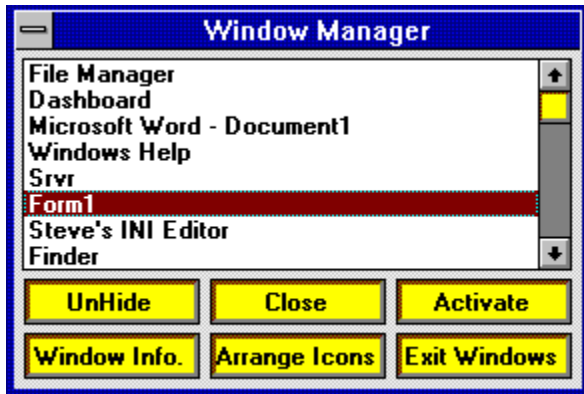 Window Manager
File Manager
Dashboard
Microsoft Word - Document1
Windows Help
Srvr
Form1
Steve's INI Editor
Finder
UnHide Close Activate
Window Info. Arrange Icons Exit Windows